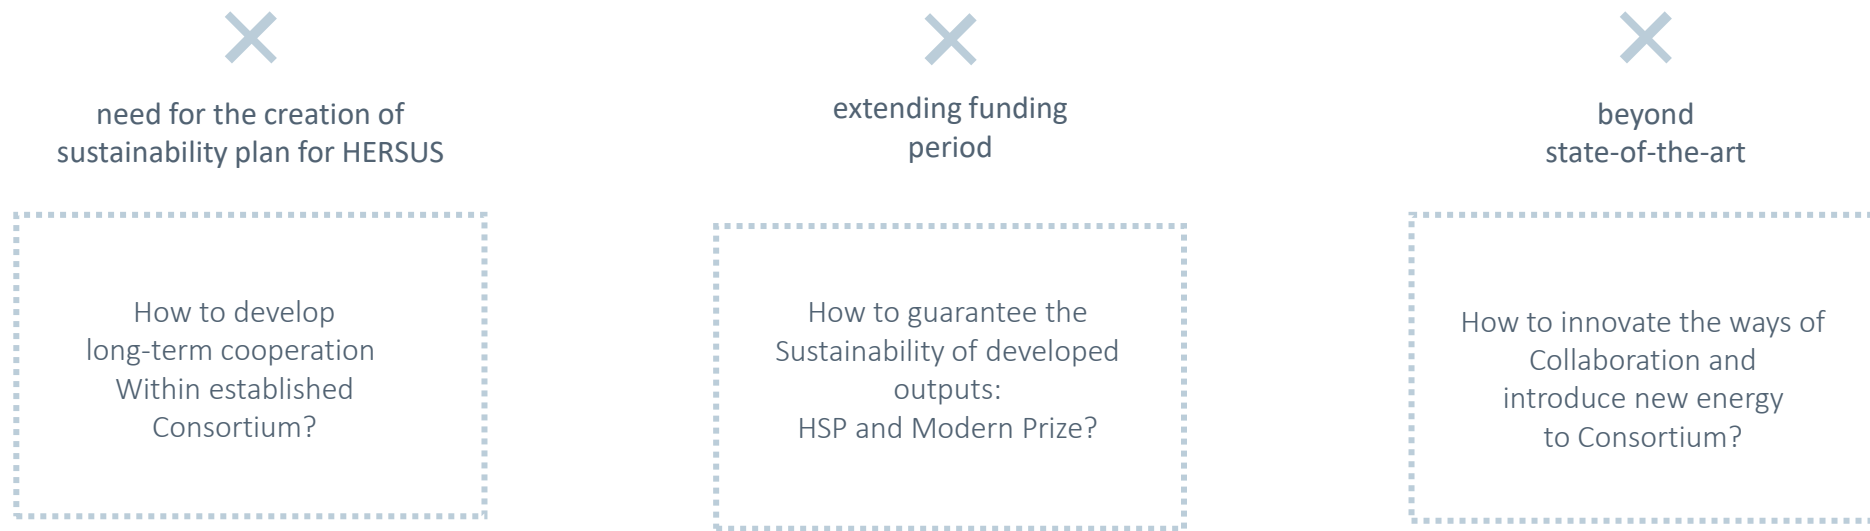 need for the creation of
sustainability plan for HERSUS
How to develop
long-term cooperation
Within established
Consortium?
extending funding
period
How to guarantee the
Sustainability of developed
outputs:
HSP and Modern Prize?
beyond
state-of-the-art
How to innovate the ways of
Collaboration and
introduce new energy
to Consortium?